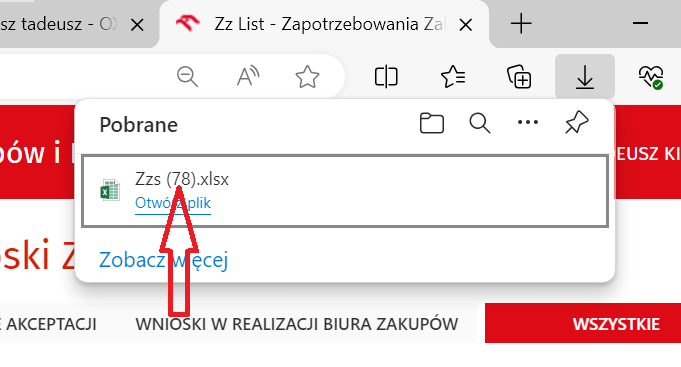 sz tadeusz - O
Zz List - Zapotrzebowania Za
Pobrane
ów i
EUSZ KI
Zzs (78).xlsx
Otwórz plik
Zobacz więcej
ski Z
E AKCEPTACJI
WNIOSKI W REALIZACJI BIURA ZAKUPÓW
WSZYSTKIE